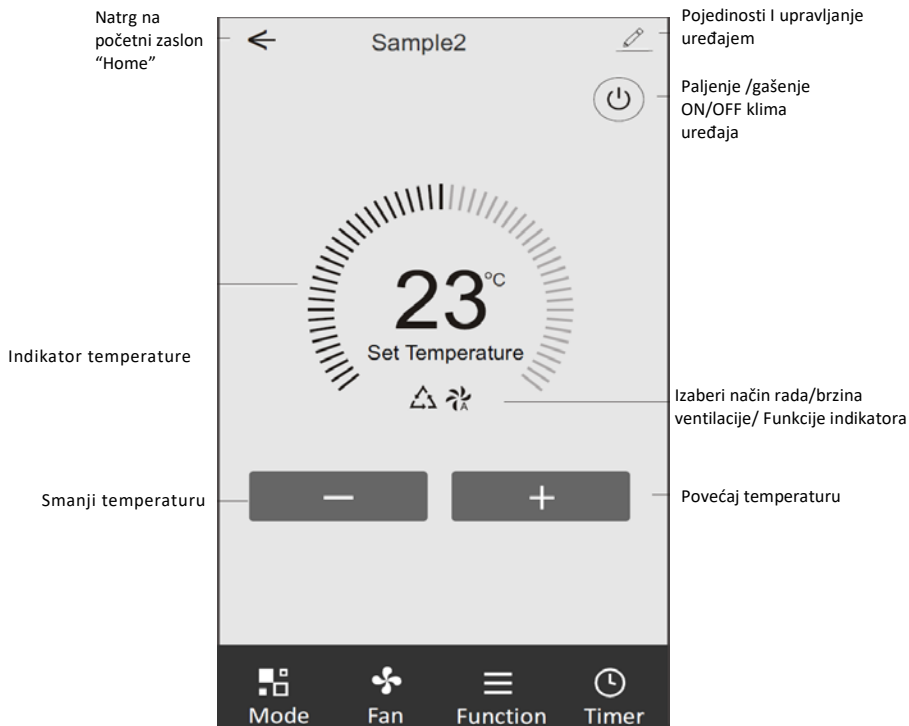 Natrg na
početni zaslon
“Home”
Sample2
Pojedinosti I upravljanje
uređajem
Paljenje /gašenje
ON/OFF klima
uređaja
23°C
Set Temperature
Indikator temperature
A
Izaberi način rada/brzina
ventilacije/ Funkcije indikatora
Smanji temperaturu
−
+
Povećaj temperaturu
Mode
Fan
Function
Timer